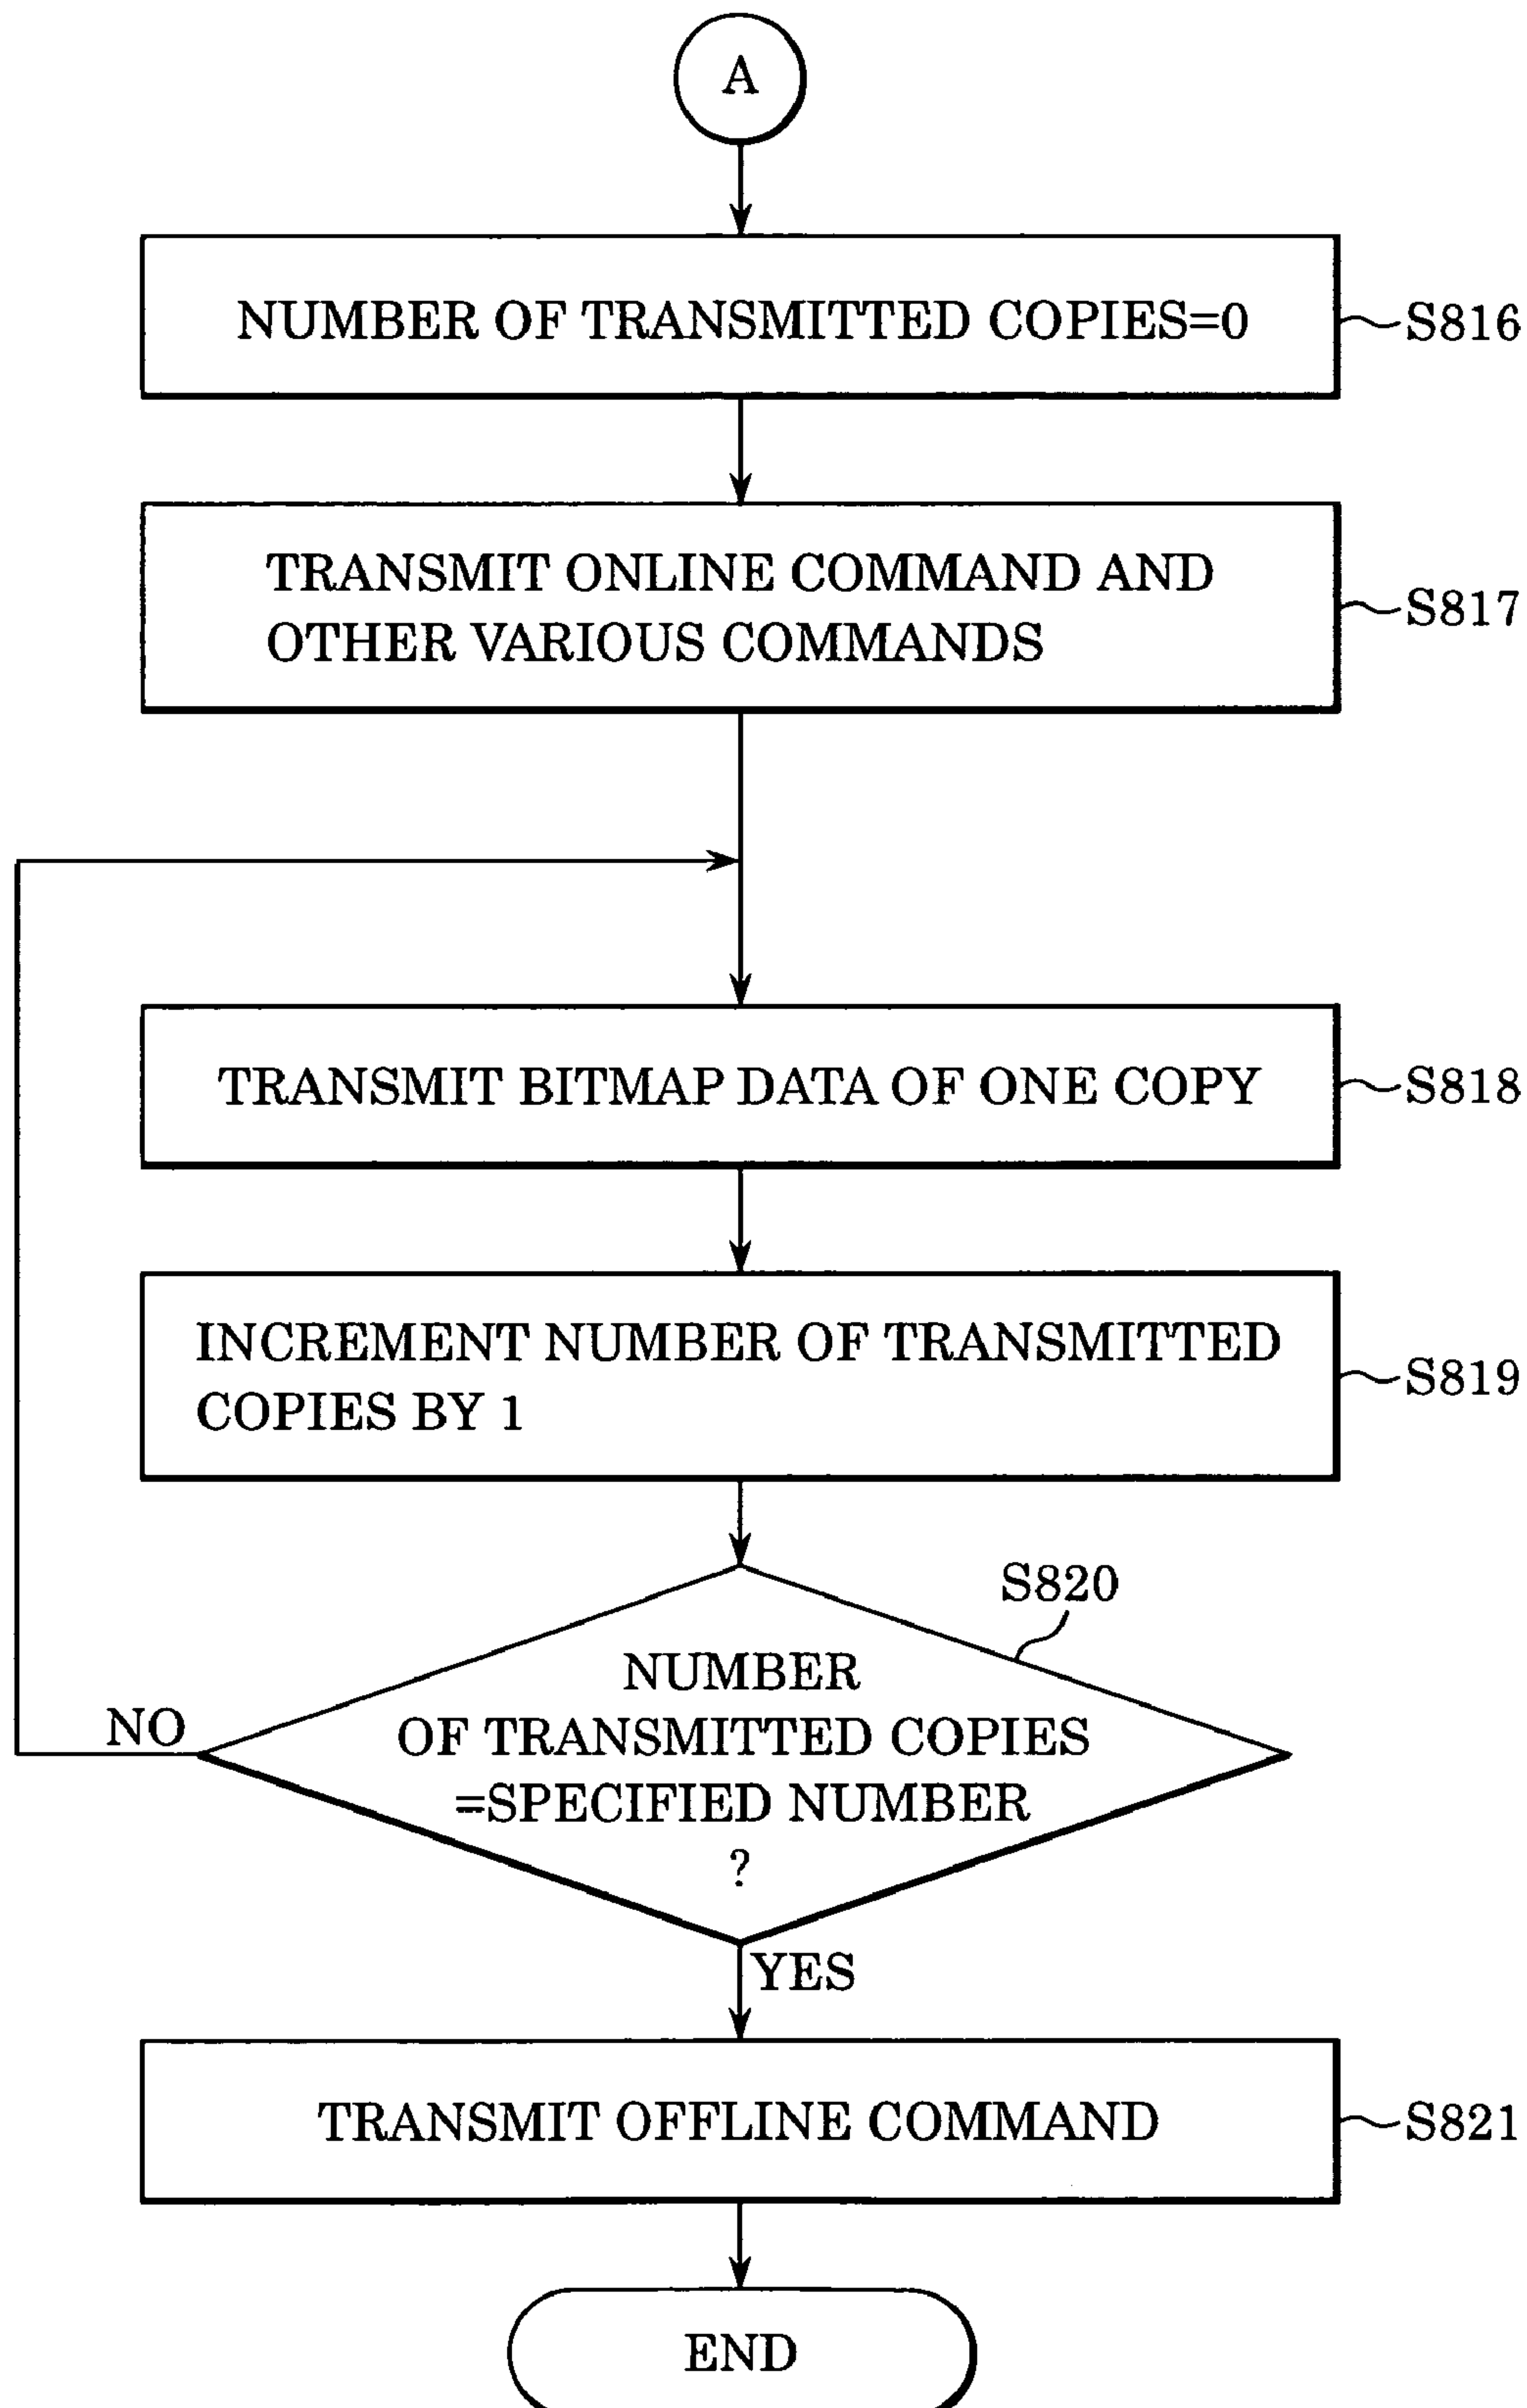 A
NUMBER OF TRANSMITTED COPIES=0
S816
TRANSMIT ONLINE COMMAND AND
OTHER VARIOUS COMMANDS
S817
TRANSMIT BITMAP DATA OF ONE COPY
S818
INCREMENT NUMBER OF TRANSMITTED
COPIES BY 1
S819
S820
NUMBER
OF TRANSMITTED COPIES
=SPECIFIED NUMBER
?
NO
YES
TRANSMIT OFFLINE COMMAND
S821
END